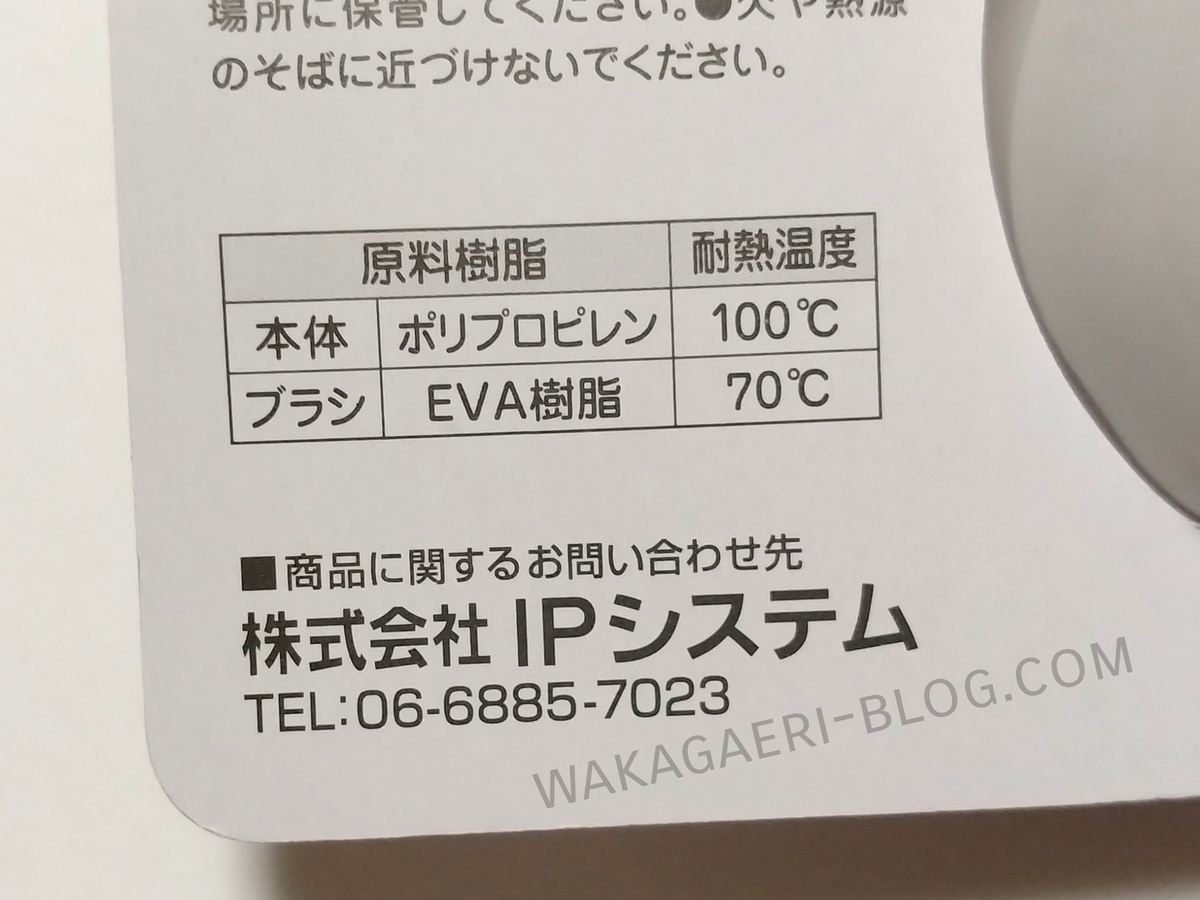 場所に保管してください。●火や熱源
のそばに近づけないでください。
原料樹脂 耐熱温度
本体 ポリプロピレン 100℃
ブラシ EVA樹脂 70℃
■商品に関するお問い合わせ先
株式会社 IPシステム
TEL:06-6885-7023
WAKAGAERI-BLOG.COM